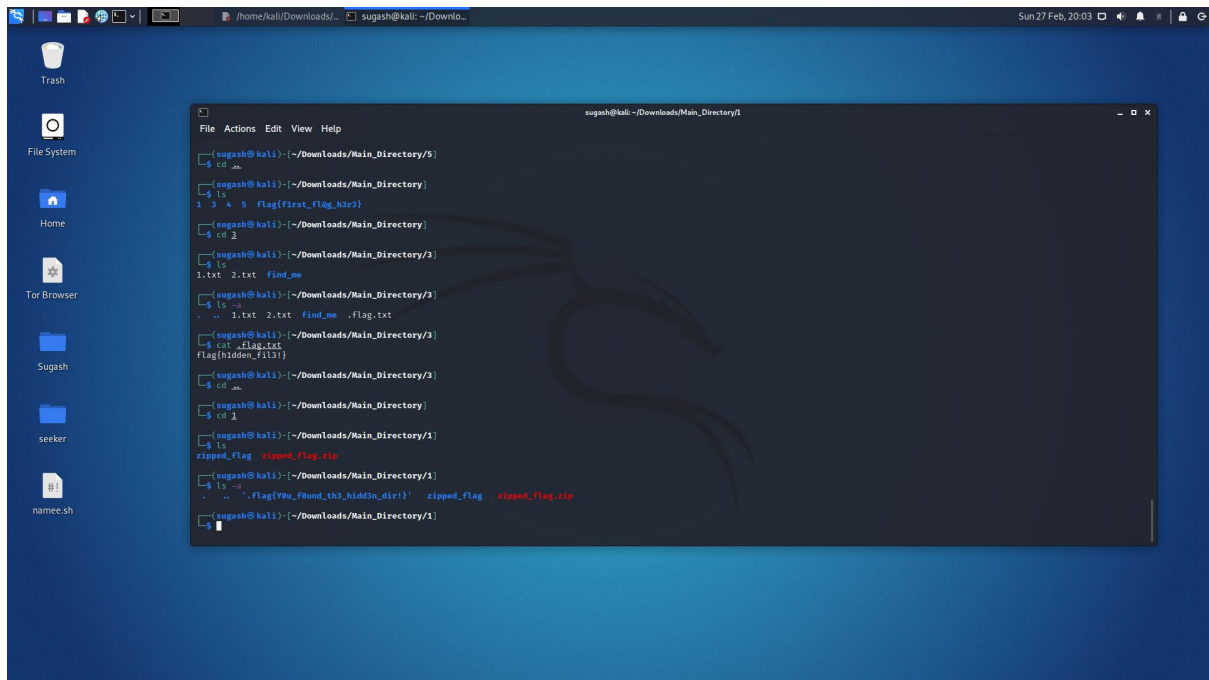 /home/kali/Downloads/... sugash@kali: ~/Downlo... Sun 27 Feb, 20:03
Trash
File System
Home
Tor Browser
Sugash
seeker
#!
namee.sh
sugash@kali: ~/Downloads/Main_Directory/1
File Actions Edit View Help
┌──(sugash㉿kali)-[~/Downloads/Main_Directory/5]
└─$ cd ..
┌──(sugash㉿kali)-[~/Downloads/Main_Directory]
└─$ ls
1 3 4 5 flag{f1rst_fl@g_h3r3}
┌──(sugash㉿kali)-[~/Downloads/Main_Directory]
└─$ cd 3
┌──(sugash㉿kali)-[~/Downloads/Main_Directory/3]
└─$ ls
1.txt 2.txt find_me
┌──(sugash㉿kali)-[~/Downloads/Main_Directory/3]
└─$ ls -a
. .. 1.txt 2.txt find_me .flag.txt
┌──(sugash㉿kali)-[~/Downloads/Main_Directory/3]
└─$ cat .flag.txt
flag{h1dden_fil3!}
┌──(sugash㉿kali)-[~/Downloads/Main_Directory/3]
└─$ cd ..
┌──(sugash㉿kali)-[~/Downloads/Main_Directory]
└─$ cd 1
┌──(sugash㉿kali)-[~/Downloads/Main_Directory/1]
└─$ ls
zipped_flag zipped_flag.zip
┌──(sugash㉿kali)-[~/Downloads/Main_Directory/1]
└─$ ls -a
. .. '.flag{Y0u_f0und_th3_hidd3n_dir!}' zipped_flag zipped_flag.zip
┌──(sugash㉿kali)-[~/Downloads/Main_Directory/1]
└─$